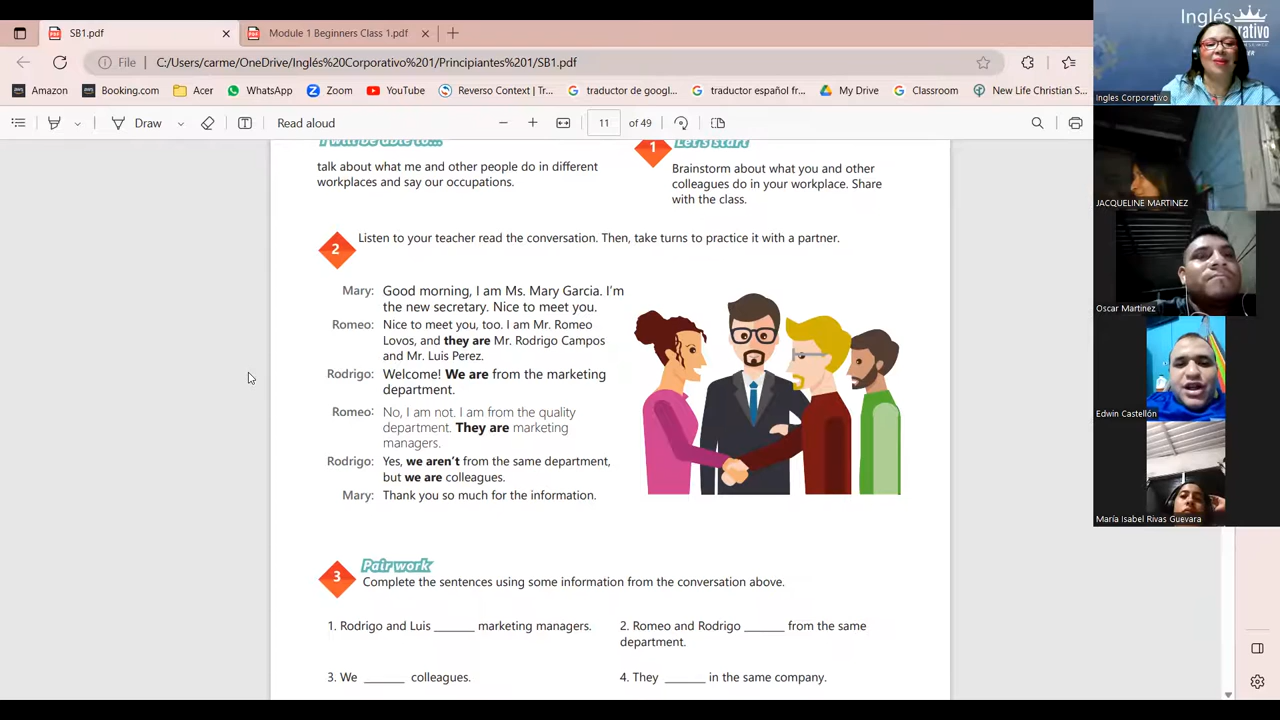 SB1.pdf
Module 1 Beginners Class 1.pdf
File
C:/Users/carme/OneDrive/Inglés%20Corporativo%201/Principiantes%201/SB1.pdf
Amazon
Booking.com
Acer
WhatsApp
Zoom
YouTube
Reverso Context | Tr...
traductor de googl...
traductor español fr...
My Drive
Classroom
New Life Christian S...
Draw
Read aloud
11 of 49
I will be able to...
talk about what me and other people do in different
workplaces and say our occupations.
1
Let's start
Brainstorm about what you and other
colleagues do in your workplace. Share
with the class.
2
Listen to your teacher read the conversation. Then, take turns to practice it with a partner.
Mary: Good morning, I am Ms. Mary Garcia. I'm
the new secretary. Nice to meet you.
Romeo: Nice to meet you, too. I am Mr. Romeo
Lovos, and they are Mr. Rodrigo Campos
and Mr. Luis Perez.
Rodrigo: Welcome! We are from the marketing
department.
Romeo: No, I am not. I am from the quality
department. They are marketing
managers.
Rodrigo: Yes, we aren't from the same department,
but we are colleagues.
Mary: Thank you so much for the information.
3
Pair work
Complete the sentences using some information from the conversation above.
1. Rodrigo and Luis ______ marketing managers.
2. Romeo and Rodrigo ______ from the same
department.
3. We ______ colleagues.
4. They ______ in the same company.
Inglés
Ingles Corporativo
JACQUELINE MARTINEZ
Oscar Martinez
Edwin Castellón
María Isabel Rivas Guevara